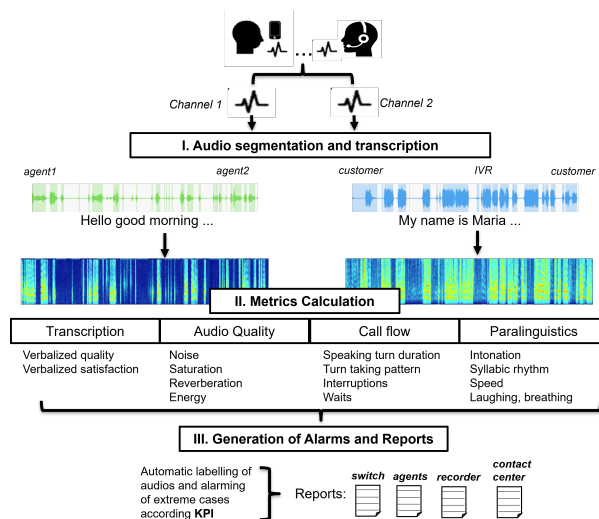 ...
Channel 1
Channel 2
I. Audio segmentation and transcription
agent1 agent2 customer IVR customer
Hello good morning ...
My name is Maria ...
II. Metrics Calculation
Transcription
Verbalized quality
Verbalized satisfaction
Audio Quality
Noise
Saturation
Reverberation
Energy
Call flow
Speaking turn duration
Turn taking pattern
Interruptions
Waits
Paralinguistics
Intonation
Syllabic rhythm
Speed
Laughing, breathing
III. Generation of Alarms and Reports
Automatic labelling of
audios and alarming
of extreme cases
according KPI
Reports:
switch
agents
recorder
contact
center